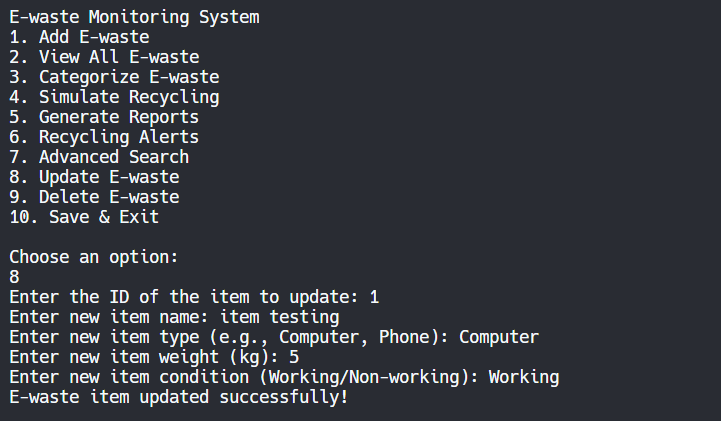 E-waste Monitoring System
1. Add E-waste
2. View All E-waste
3. Categorize E-waste
4. Simulate Recycling
5. Generate Reports
6. Recycling Alerts
7. Advanced Search
8. Update E-waste
9. Delete E-waste
10. Save & Exit
Choose an option:
8
Enter the ID of the item to update: 1
Enter new item name: item testing
Enter new item type (e.g., Computer, Phone): Computer
Enter new item weight (kg): 5
Enter new item condition (Working/Non-working): Working
E-waste item updated successfully!